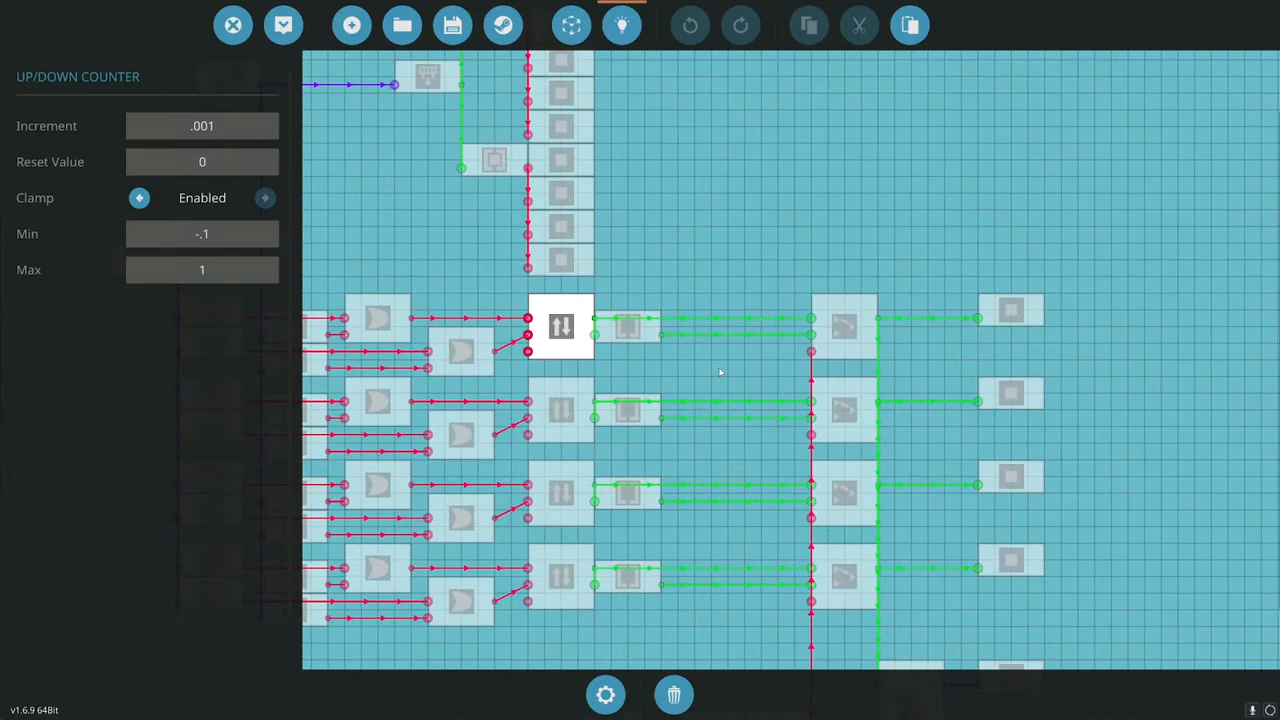 UP/DOWN COUNTER
Increment .001
Reset Value 0
Clamp Enabled
Min -.1
Max 1
v1.6.9 64Bit